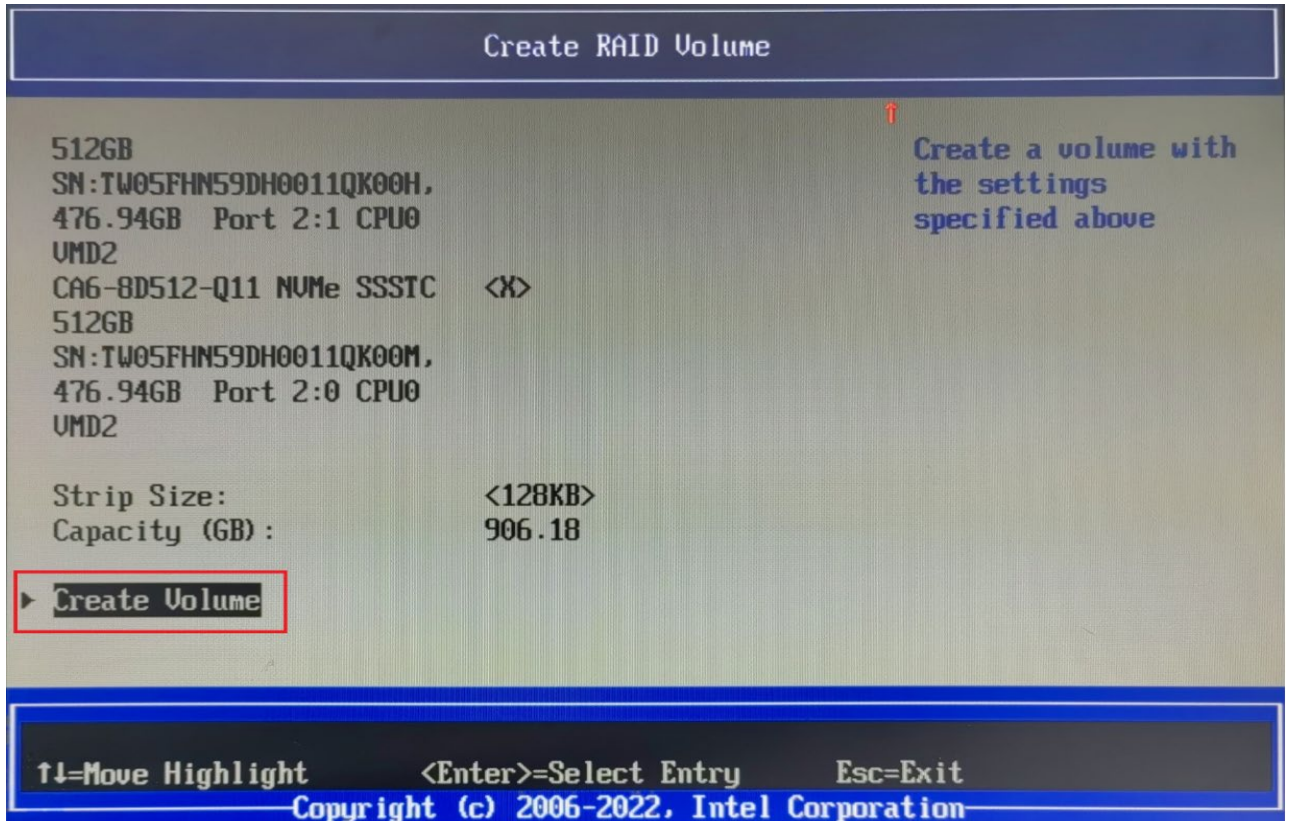 Create RAID Volume
512GB
SN:TW05FHN59DH0011QK00H,
476.94GB Port 2:1 CPU0
VMD2
CA6-8D512-Q11 NVMe SSSTC <X>
512GB
SN:TW05FHN59DH0011QK00M,
476.94GB Port 2:0 CPU0
VMD2
Strip Size: <128KB>
Capacity (GB): 906.18
Create Volume
Create a volume with
the settings
specified above
↑↓=Move Highlight <Enter>=Select Entry Esc=Exit
Copyright (c) 2006-2022, Intel Corporation